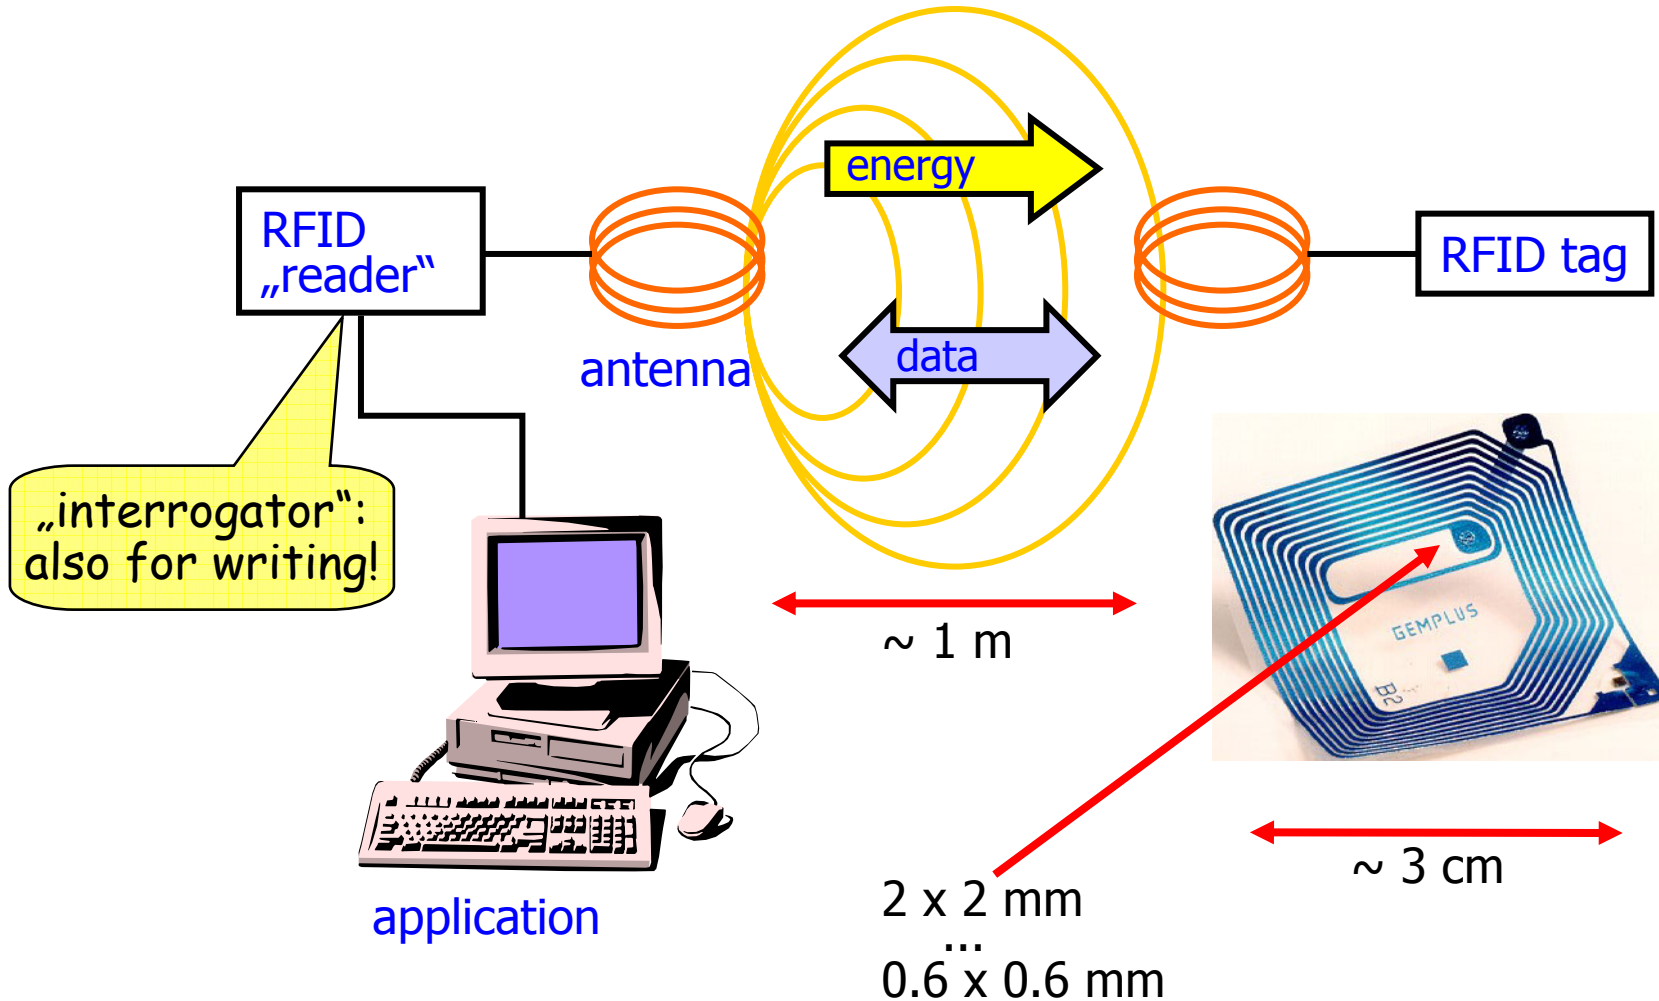 energy
RFID
„reader“
RFID tag
data
antenna
„interrogator“:
also for writing!
~ 1 m
GEMPLUS
B2
~ 3 cm
application
2 x 2 mm
...
0.6 x 0.6 mm